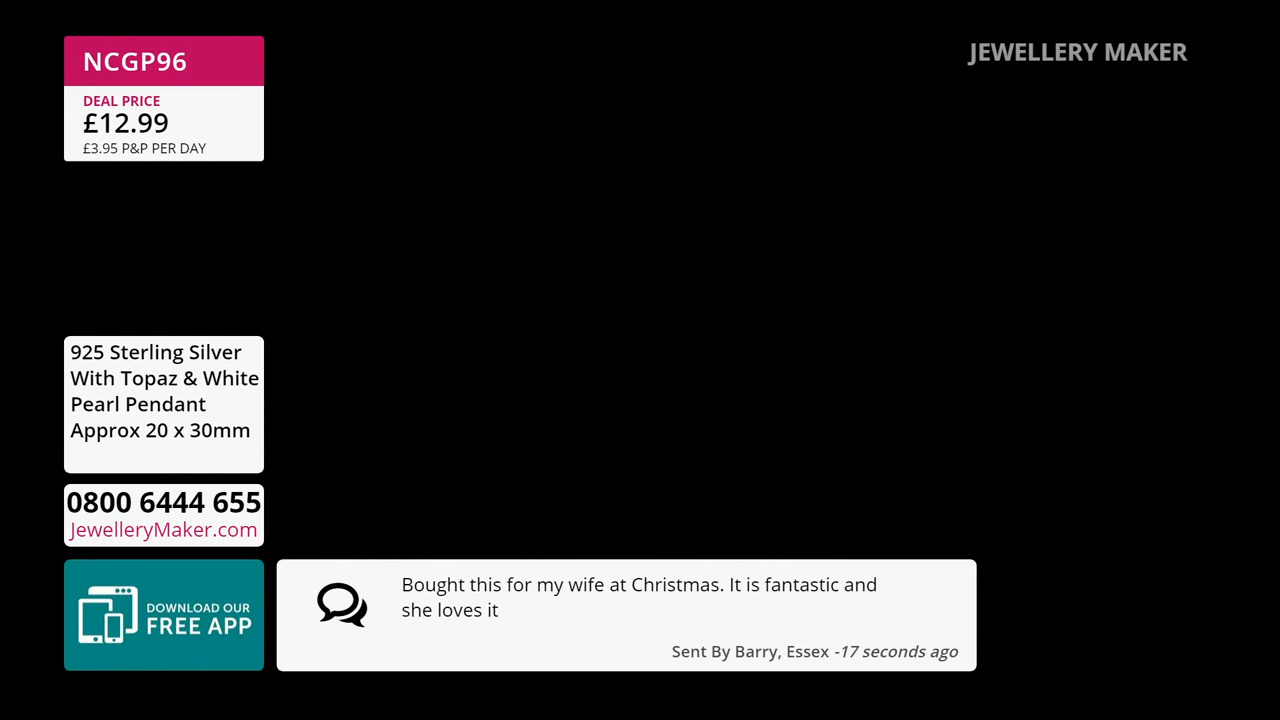 NCGP96
DEAL PRICE
£12.99
£3.95 P&P PER DAY
JEWELLERY MAKER
925 Sterling Silver
With Topaz & White
Pearl Pendant
Approx 20 x 30mm
0800 6444 655
JewelleryMaker.com
DOWNLOAD OUR
FREE APP
Bought this for my wife at Christmas. It is fantastic and
she loves it
Sent By Barry, Essex -17 seconds ago